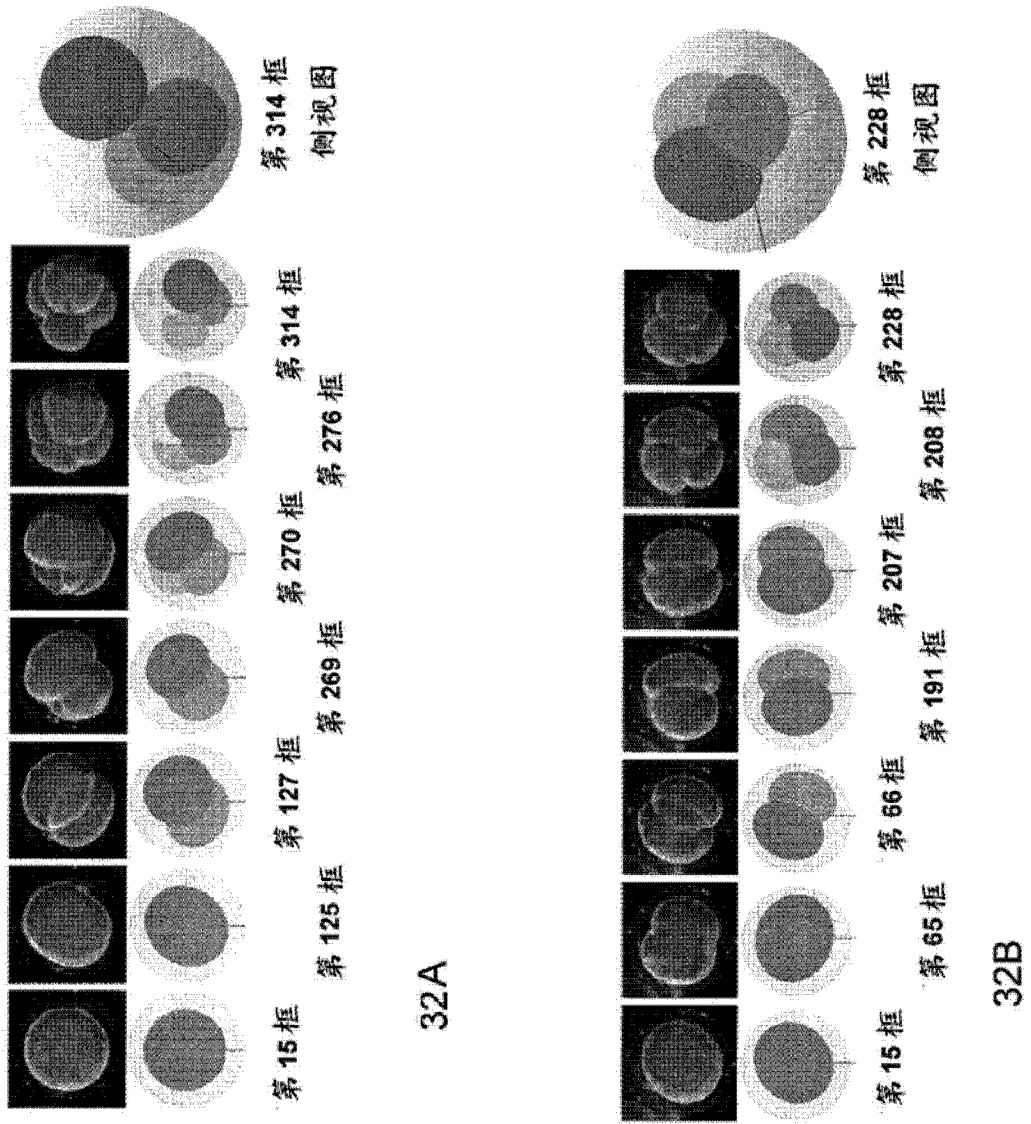 第 15 框
第 125 框
第 127 框
第 269 框
第 270 框
第 276 框
第 314 框
第 314 框
侧视图
32A
第 15 框
第 65 框
第 66 框
第 191 框
第 207 框
第 208 框
第 228 框
第 228 框
侧视图
32B